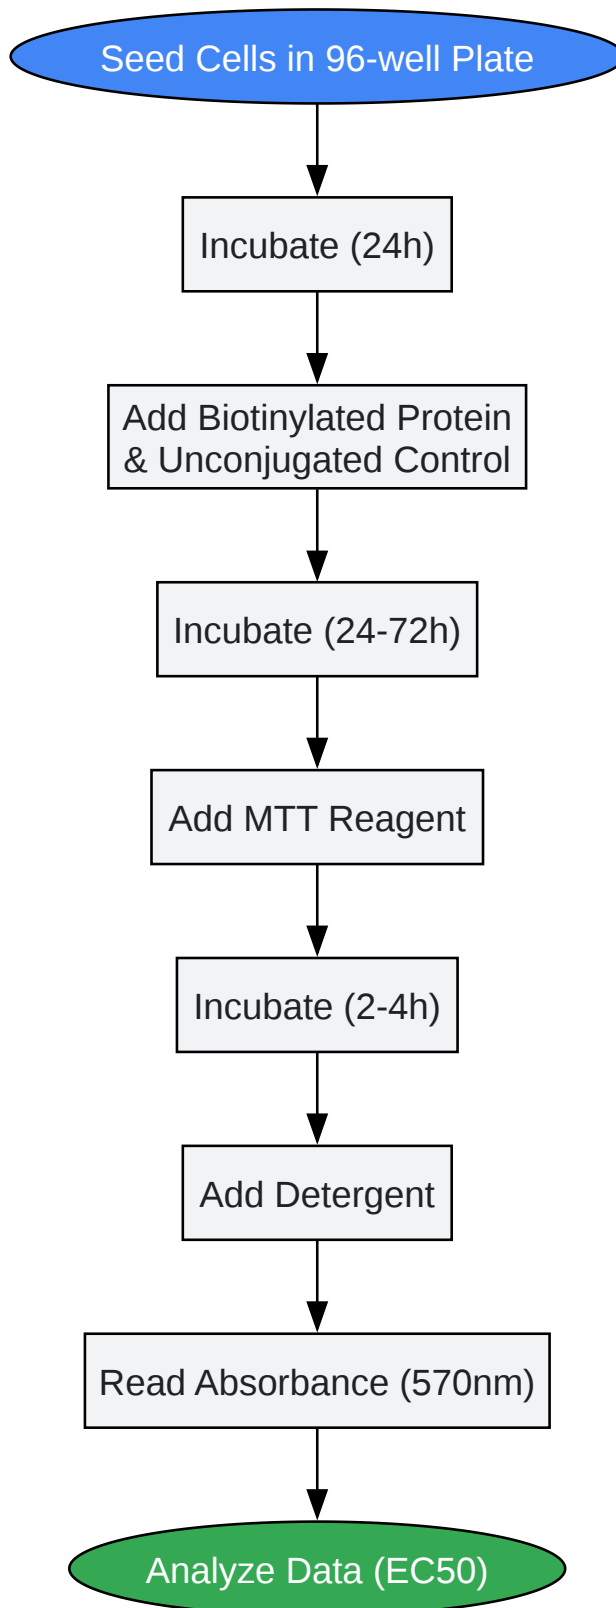 Seed Cells in 96-well Plate
Incubate (24h)
Add Biotinylated Protein
& Unconjugated Control
Incubate (24-72h)
Add MTT Reagent
Incubate (2-4h)
Add Detergent
Read Absorbance (570nm)
Analyze Data (EC50)